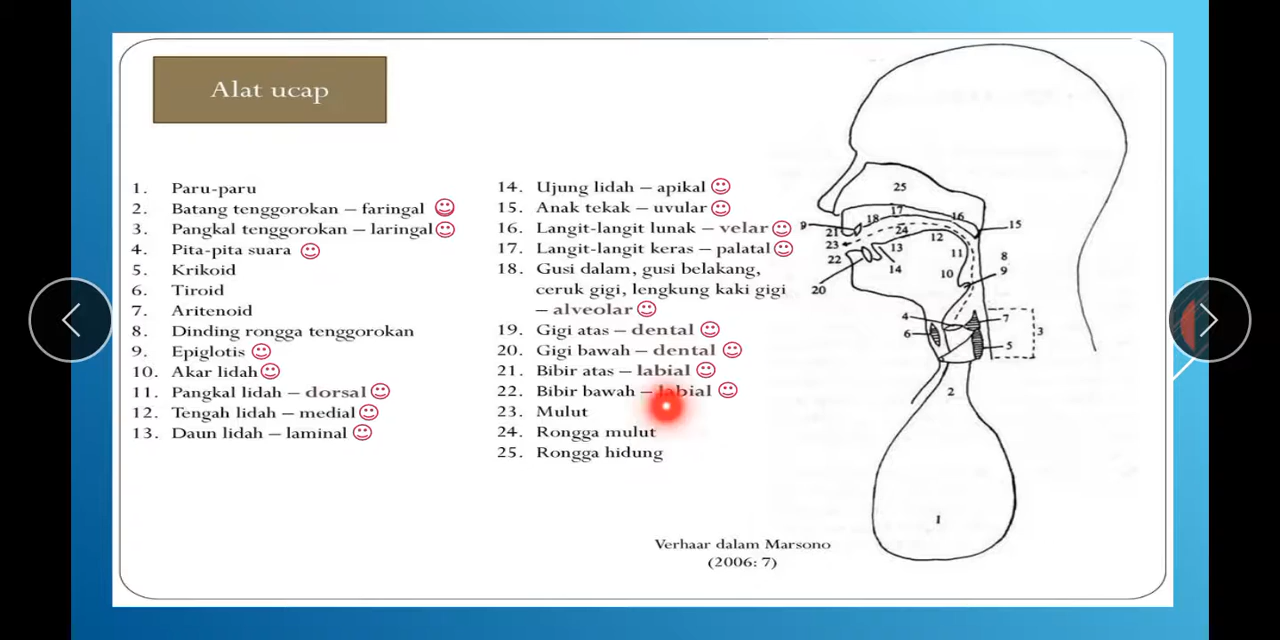 Alat ucap
1. Paru-paru
2. Batang tenggorokan – faringal
3. Pangkal tenggorokan – laringal
4. Pita-pita suara
5. Krikoid
6. Tiroid
7. Aritenoid
8. Dinding rongga tenggorokan
9. Epiglotis
10. Akar lidah
11. Pangkal lidah – dorsal
12. Tengah lidah – medial
13. Daun lidah – laminal
14. Ujung lidah – apikal
15. Anak tekak – uvular
16. Langit-langit lunak – velar
17. Langit-langit keras – palatal
18. Gusi dalam, gusi belakang,
ceruk gigi, lengkung kaki gigi
– alveolar
19. Gigi atas – dental
20. Gigi bawah – dental
21. Bibir atas – labial
22. Bibir bawah – labial
23. Mulut
24. Rongga mulut
25. Rongga hidung
25
17
18
16
9
21
24
12
15
23
13
11
8
22
14
10
9
20
4
7
6
3
5
2
1
Verhaar dalam Marsono
(2006: 7)